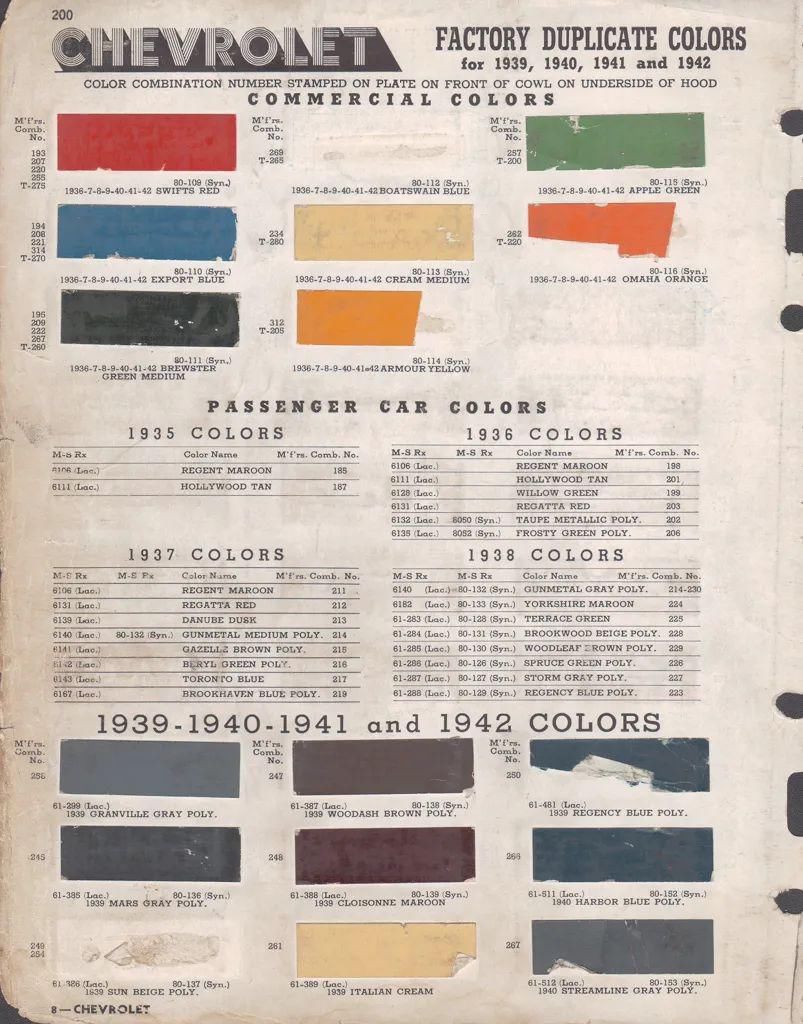 200
CHEVROLET
FACTORY DUPLICATE COLORS
for 1939, 1940, 1941 and 1942
COLOR COMBINATION NUMBER STAMPED ON PLATE ON FRONT OF COWL ON UNDERSIDE OF HOOD
COMMERCIAL COLORS
M'f'rs. Comb. No.
193
207
220
255
T-275
80-109 (Syn.)
1936-7-8-9-40-41-42 SWIFTS RED
M'f'rs. Comb. No.
269
T-265
80-112 (Syn.)
1936-7-8-9-40-41-42 BOATSWAIN BLUE
M'f'rs. Comb. No.
257
T-200
80-115 (Syn.)
1936-7-8-9-40-41-42 APPLE GREEN
194
208
221
314
T-270
80-110 (Syn.)
1936-7-8-9-40-41-42 EXPORT BLUE
234
T-280
80-113 (Syn.)
1936-7-8-9-40-41-42 CREAM MEDIUM
262
T-220
80-116 (Syn.)
1936-7-8-9-40-41-42 OMAHA ORANGE
195
209
222
267
T-260
80-111 (Syn.)
1936-7-8-9-40-41-42 BREWSTER
GREEN MEDIUM
312
T-205
80-114 (Syn.)
1936-7-8-9-40-41-42 ARMOUR YELLOW
PASSENGER CAR COLORS
1935 COLORS
M-S Rx Color Name M'f'rs. Comb. No.
6106 (Lac.) REGENT MAROON 185
6111 (Lac.) HOLLYWOOD TAN 187
1936 COLORS
M-S Rx M-S Rx Color Name M'f'rs. Comb. No.
6106 (Lac.) REGENT MAROON 198
6111 (Lac.) HOLLYWOOD TAN 201
6128 (Lac.) WILLOW GREEN 199
6131 (Lac.) REGATTA RED 203
6132 (Lac.) 8050 (Syn.) TAUPE METALLIC POLY. 202
6135 (Lac.) 8052 (Syn.) FROSTY GREEN POLY. 206
1937 COLORS
M-S Rx M-S Rx Color Name M'f'rs. Comb. No.
6106 (Lac.) REGENT MAROON 211
6131 (Lac.) REGATTA RED 212
6139 (Lac.) DANUBE DUSK 213
6140 (Lac.) 80-132 (Syn.) GUNMETAL MEDIUM POLY. 214
6141 (Lac.) GAZELLE BROWN POLY. 215
6142 (Lac.) BERYL GREEN POLY. 216
6143 (Lac.) TORONTO BLUE 217
6167 (Lac.) BROOKHAVEN BLUE POLY. 219
1938 COLORS
M-S Rx M-S Rx Color Name M'f'rs. Comb. No.
6140 (Lac.)-80-132 (Syn.) GUNMETAL GRAY POLY. 214-230
6182 (Lac.) 80-133 (Syn.) YORKSHIRE MAROON 224
61-283 (Lac.) 80-128 (Syn.) TERRACE GREEN 225
61-284 (Lac.) 80-131 (Syn.) BROOKWOOD BEIGE POLY. 228
61-285 (Lac.) 80-130 (Syn.) WOODLEAF BROWN POLY. 229
61-286 (Lac.) 80-126 (Syn.) SPRUCE GREEN POLY. 226
61-287 (Lac.) 80-127 (Syn.) STORM GRAY POLY. 227
61-288 (Lac.) 80-129 (Syn.) REGENCY BLUE POLY. 223
1939-1940-1941 and 1942 COLORS
M'f'rs. Comb. No.
61-299 (Lac.)
1939 GRANVILLE GRAY POLY.
M'f'rs. Comb. No.
247
61-387 (Lac.) 80-138 (Syn.)
1939 WOODASH BROWN POLY.
M'f'rs. Comb. No.
250
61-481 (Lac.)
1939 REGENCY BLUE POLY.
245
61-385 (Lac.) 80-136 (Syn.)
1939 MARS GRAY POLY.
248
61-388 (Lac.) 80-139 (Syn.)
1939 CLOISONNE MAROON
266
61-511 (Lac.) 80-152 (Syn.)
1940 HARBOR BLUE POLY.
249
254
61-386 (Lac.) 80-137 (Syn.)
1939 SUN BEIGE POLY.
261
61-389 (Lac.)
1939 ITALIAN CREAM
267
61-512 (Lac.) 80-153 (Syn.)
1940 STREAMLINE GRAY POLY.
8—CHEVROLET